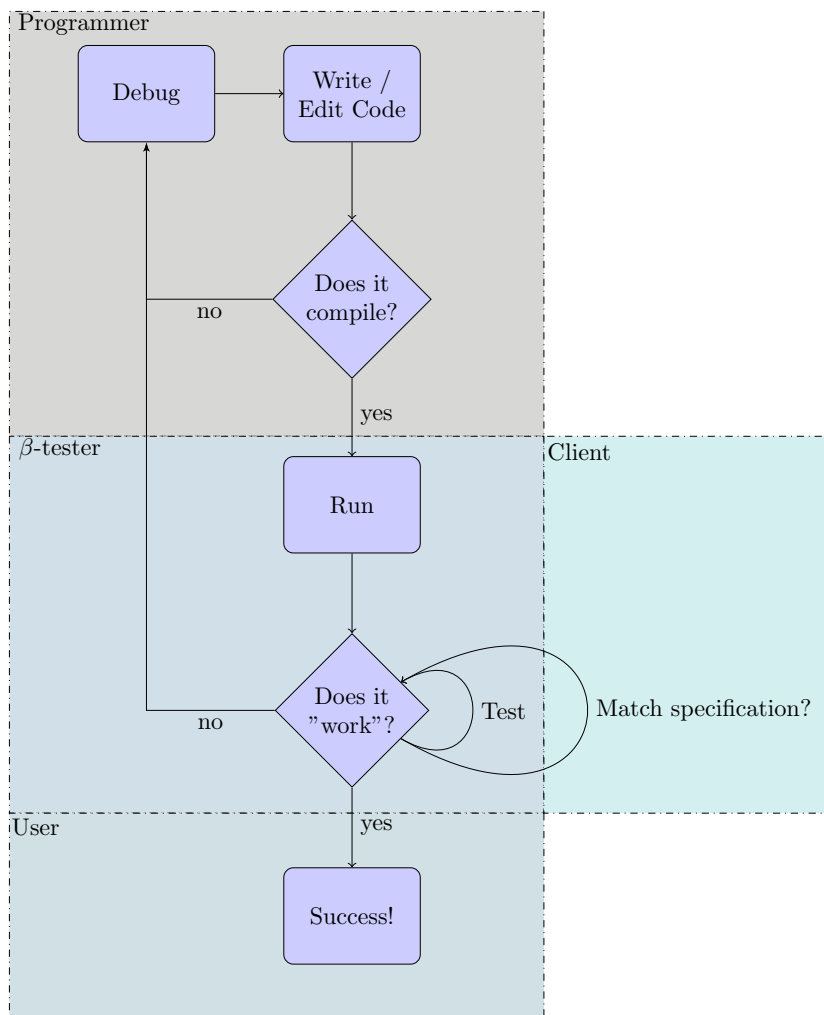 Programmer
Debug
Write /
Edit Code
Does it
compile?
no
yes
β-tester
Client
Run
Does it
"work"?
Test
Match specification?
no
yes
User
Success!